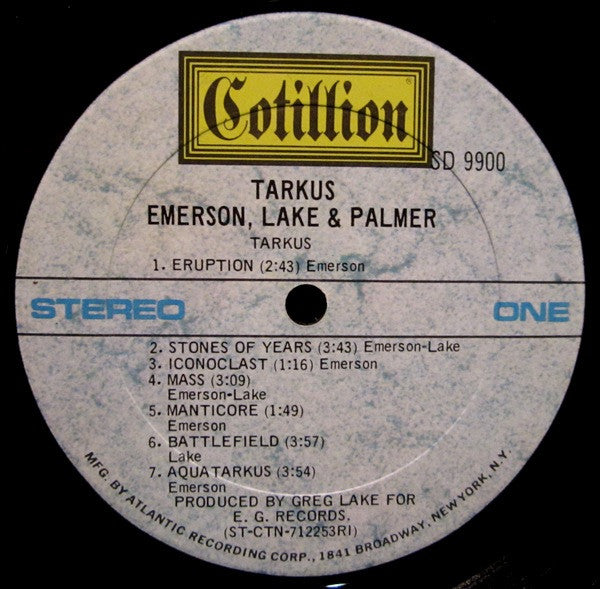 Cotillion
®
SD 9900
TARKUS
EMERSON, LAKE & PALMER
TARKUS
1. ERUPTION (2:43) Emerson
STEREO
ONE
2. STONES OF YEARS (3:43) Emerson-Lake
3. ICONOCLAST (1:16) Emerson
4. MASS (3:09)
Emerson-Lake
5. MANTICORE (1:49)
Emerson
6. BATTLEFIELD (3:57)
Lake
7. AQUATARKUS (3:54)
Emerson
PRODUCED BY GREG LAKE FOR
E. G. RECORDS.
(ST-CTN-712253RI)
MFG. BY ATLANTIC RECORDING CORP., 1841 BROADWAY, NEW YORK, N.Y.